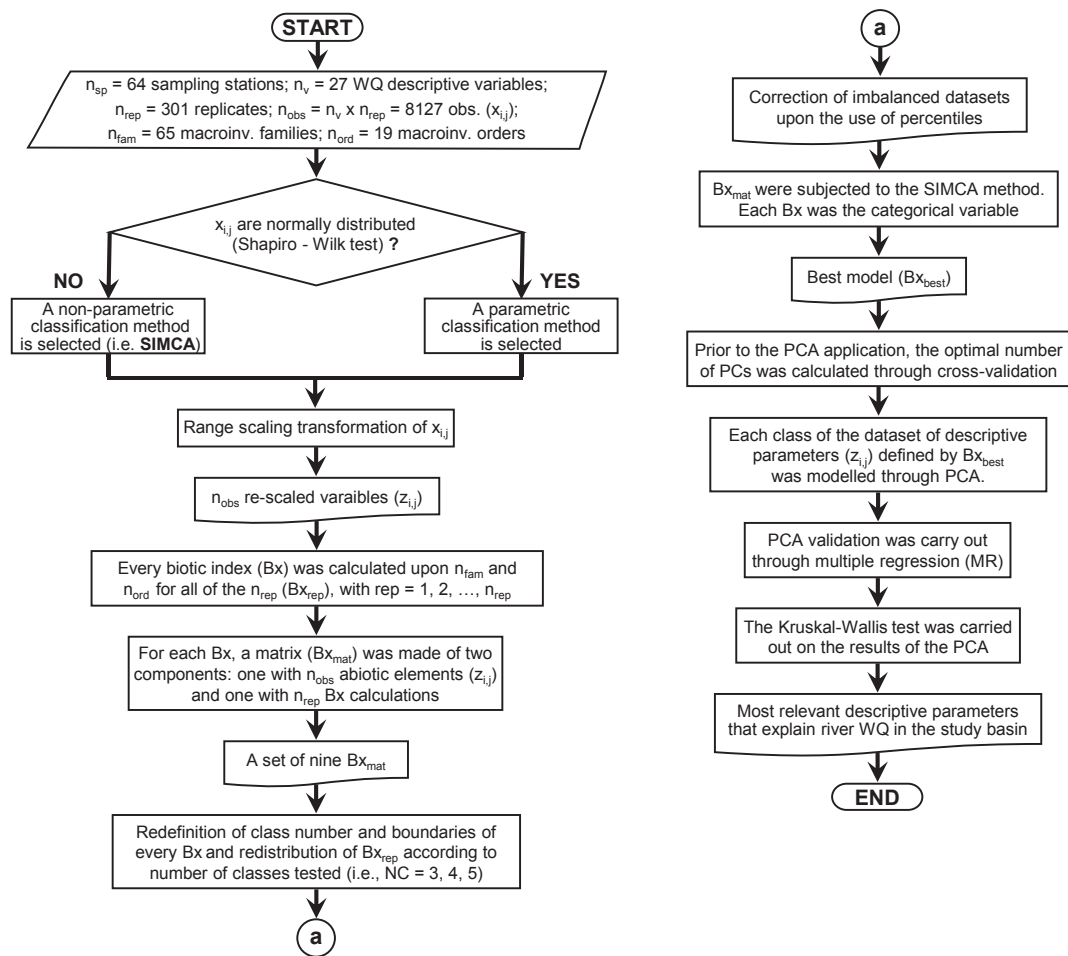 START
n_sp = 64 sampling stations; n_v = 27 WQ descriptive variables;
n_rep = 301 replicates; n_obs = n_v x n_rep = 8127 obs. (x_i,j);
n_fam = 65 macroinv. families; n_ord = 19 macroinv. orders
x_i,j are normally distributed
(Shapiro - Wilk test) ?
NO
YES
A non-parametric
classification method
is selected (i.e. SIMCA)
A parametric
classification method
is selected
Range scaling transformation of x_i,j
n_obs re-scaled varaibles (z_i,j)
Every biotic index (Bx) was calculated upon n_fam and
n_ord for all of the n_rep (Bx_rep), with rep = 1, 2, …, n_rep
For each Bx, a matrix (Bx_mat) was made of two
components: one with n_obs abiotic elements (z_i,j)
and one with n_rep Bx calculations
A set of nine Bx_mat
Redefinition of class number and boundaries of
every Bx and redistribution of Bx_rep according to
number of classes tested (i.e., NC = 3, 4, 5)
a
a
Correction of imbalanced datasets
upon the use of percentiles
Bx_mat were subjected to the SIMCA method.
Each Bx was the categorical variable
Best model (Bx_best)
Prior to the PCA application, the optimal number
of PCs was calculated through cross-validation
Each class of the dataset of descriptive
parameters (z_i,j) defined by Bx_best
was modelled through PCA.
PCA validation was carry out
through multiple regression (MR)
The Kruskal-Wallis test was carried
out on the results of the PCA
Most relevant descriptive parameters
that explain river WQ in the study basin
END